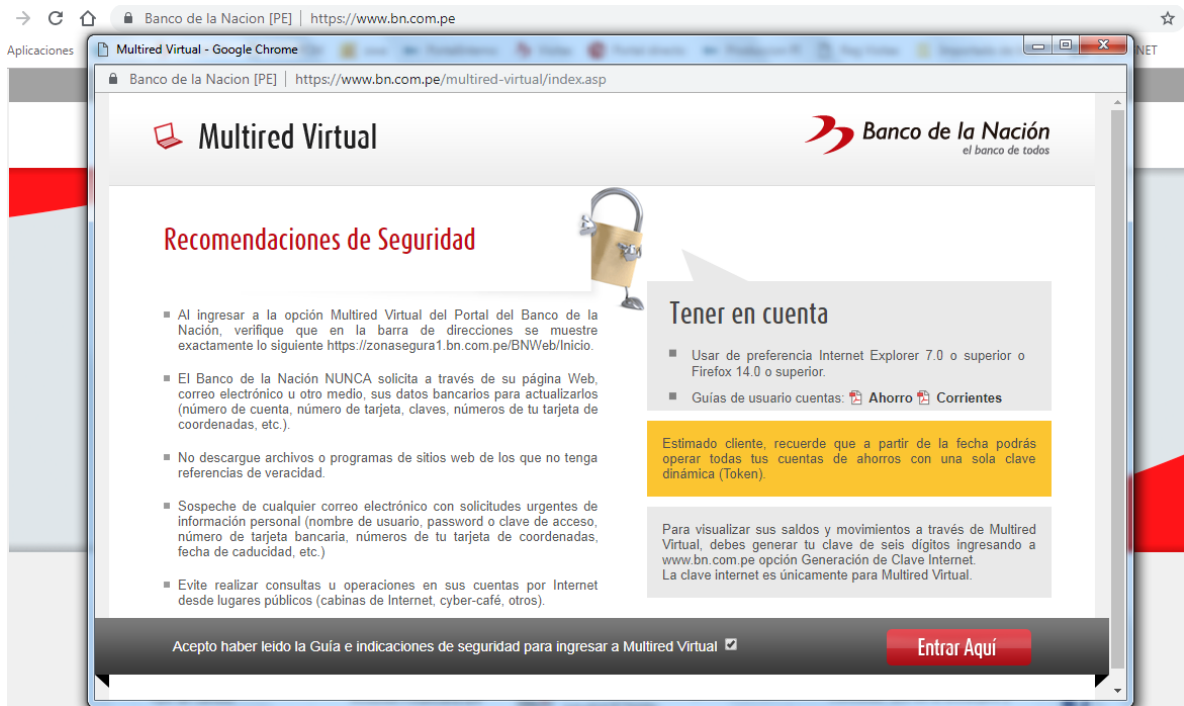 Banco de la Nacion [PE] | https://www.bn.com.pe
Aplicaciones
NET
Multired Virtual - Google Chrome
Banco de la Nacion [PE] | https://www.bn.com.pe/multired-virtual/index.asp
Multired Virtual
Banco de la Nación
el banco de todos
Recomendaciones de Seguridad
Al ingresar a la opción Multired Virtual del Portal del Banco de la
Nación, verifique que en la barra de direcciones se muestre
exactamente lo siguiente https://zonasegura1.bn.com.pe/BNWeb/Inicio.
El Banco de la Nación NUNCA solicita a través de su página Web,
correo electrónico u otro medio, sus datos bancarios para actualizarlos
(número de cuenta, número de tarjeta, claves, números de tu tarjeta de
coordenadas, etc.).
No descargue archivos o programas de sitios web de los que no tenga
referencias de veracidad.
Sospeche de cualquier correo electrónico con solicitudes urgentes de
información personal (nombre de usuario, password o clave de acceso,
número de tarjeta bancaria, números de tu tarjeta de coordenadas,
fecha de caducidad, etc.)
Evite realizar consultas u operaciones en sus cuentas por Internet
desde lugares públicos (cabinas de Internet, cyber-café, otros).
Tener en cuenta
Usar de preferencia Internet Explorer 7.0 o superior o
Firefox 14.0 o superior.
Guías de usuario cuentas: Ahorro Corrientes
Estimado cliente, recuerde que a partir de la fecha podrás
operar todas tus cuentas de ahorros con una sola clave
dinámica (Token).
Para visualizar sus saldos y movimientos a través de Multired
Virtual, debes generar tu clave de seis dígitos ingresando a
www.bn.com.pe opción Generación de Clave Internet.
La clave internet es únicamente para Multired Virtual.
Acepto haber leido la Guía e indicaciones de seguridad para ingresar a Multired Virtual
Entrar Aquí